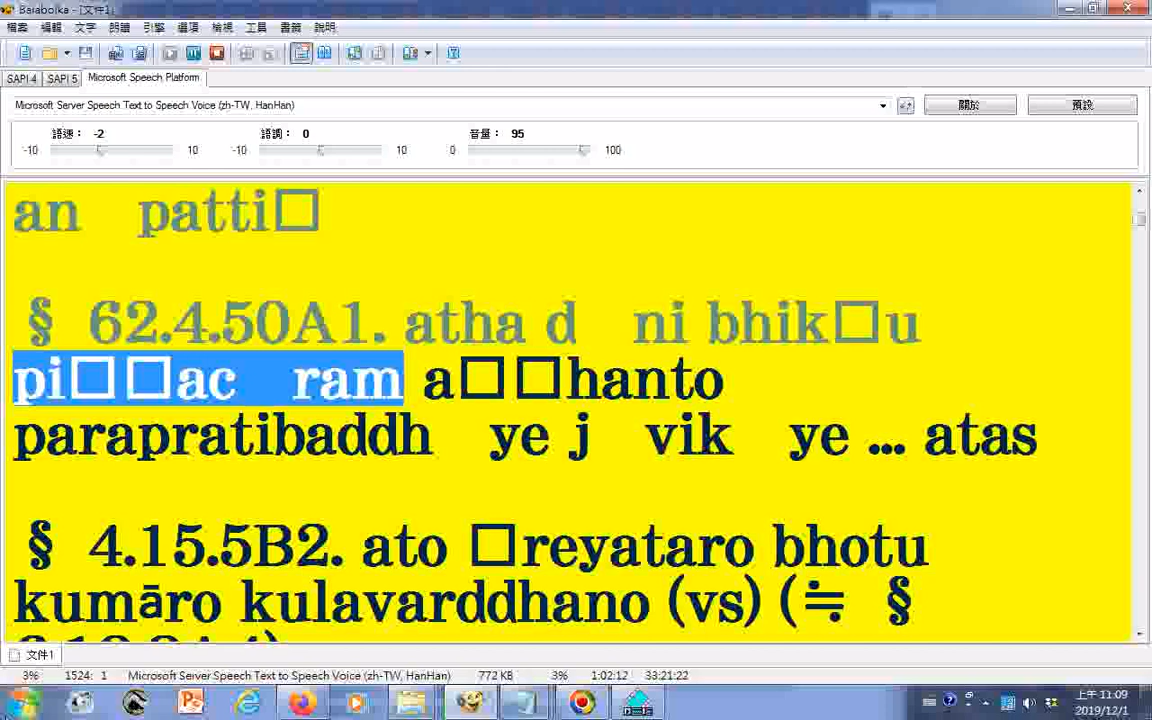 Balabolka - [文件1]
檔案 編輯 文字 朗讀 引擎 選項 檢視 工具 書籤 說明
SAPI 4 SAPI 5 Microsoft Speech Platform
Microsoft Server Speech Text to Speech Voice (zh-TW, HanHan) 關於 預設
語速： -2 語調： 0 音量： 95
-10 10 -10 10 0 100
an patti□
§ 62.4.50A1. atha d ni bhik□u
pi□□ac ram a□□hanto
parapratibaddh ye j vik ye ... atas
§ 4.15.5B2. ato □reyataro bhotu
kumāro kulavarddhano (vs) (≒ §
文件1
3% 1524: 1 Microsoft Server Speech Text to Speech Voice (zh-TW, HanHan) 772 KB 3% 1:02:12 33:21:22
上午 11:09
2019/12/1